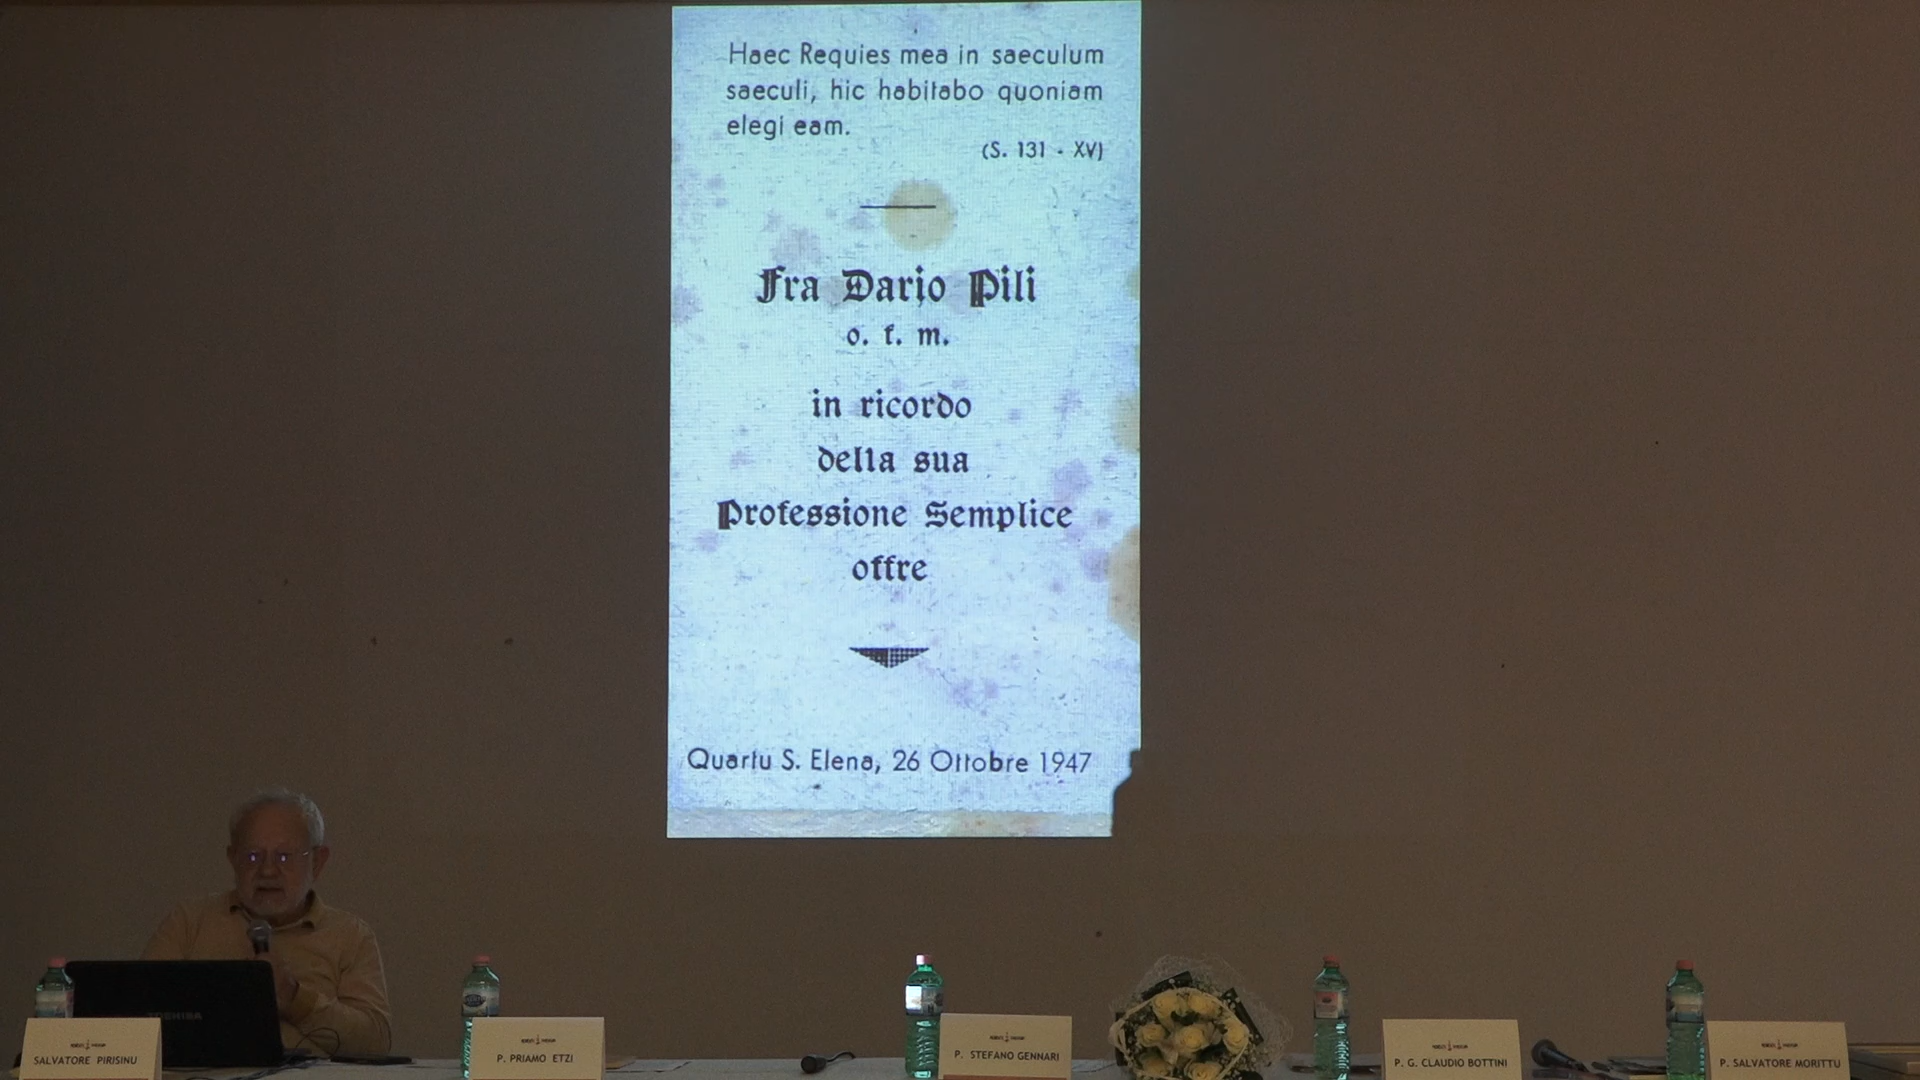 Haec Requies mea in saeculum
saeculi, hic habitabo quoniam
elegi eam.
(S. 131 - XV)
Fra Dario Pili
o. f. m.
in ricordo
della sua
Professione Semplice
offre
Quartu S. Elena, 26 Ottobre 1947
TOSHIBA
SALVATORE PIRISINU
P. PRIAMO ETZI
P. STEFANO GENNARI
P. G. CLAUDIO BOTTINI
P. SALVATORE MORITTU